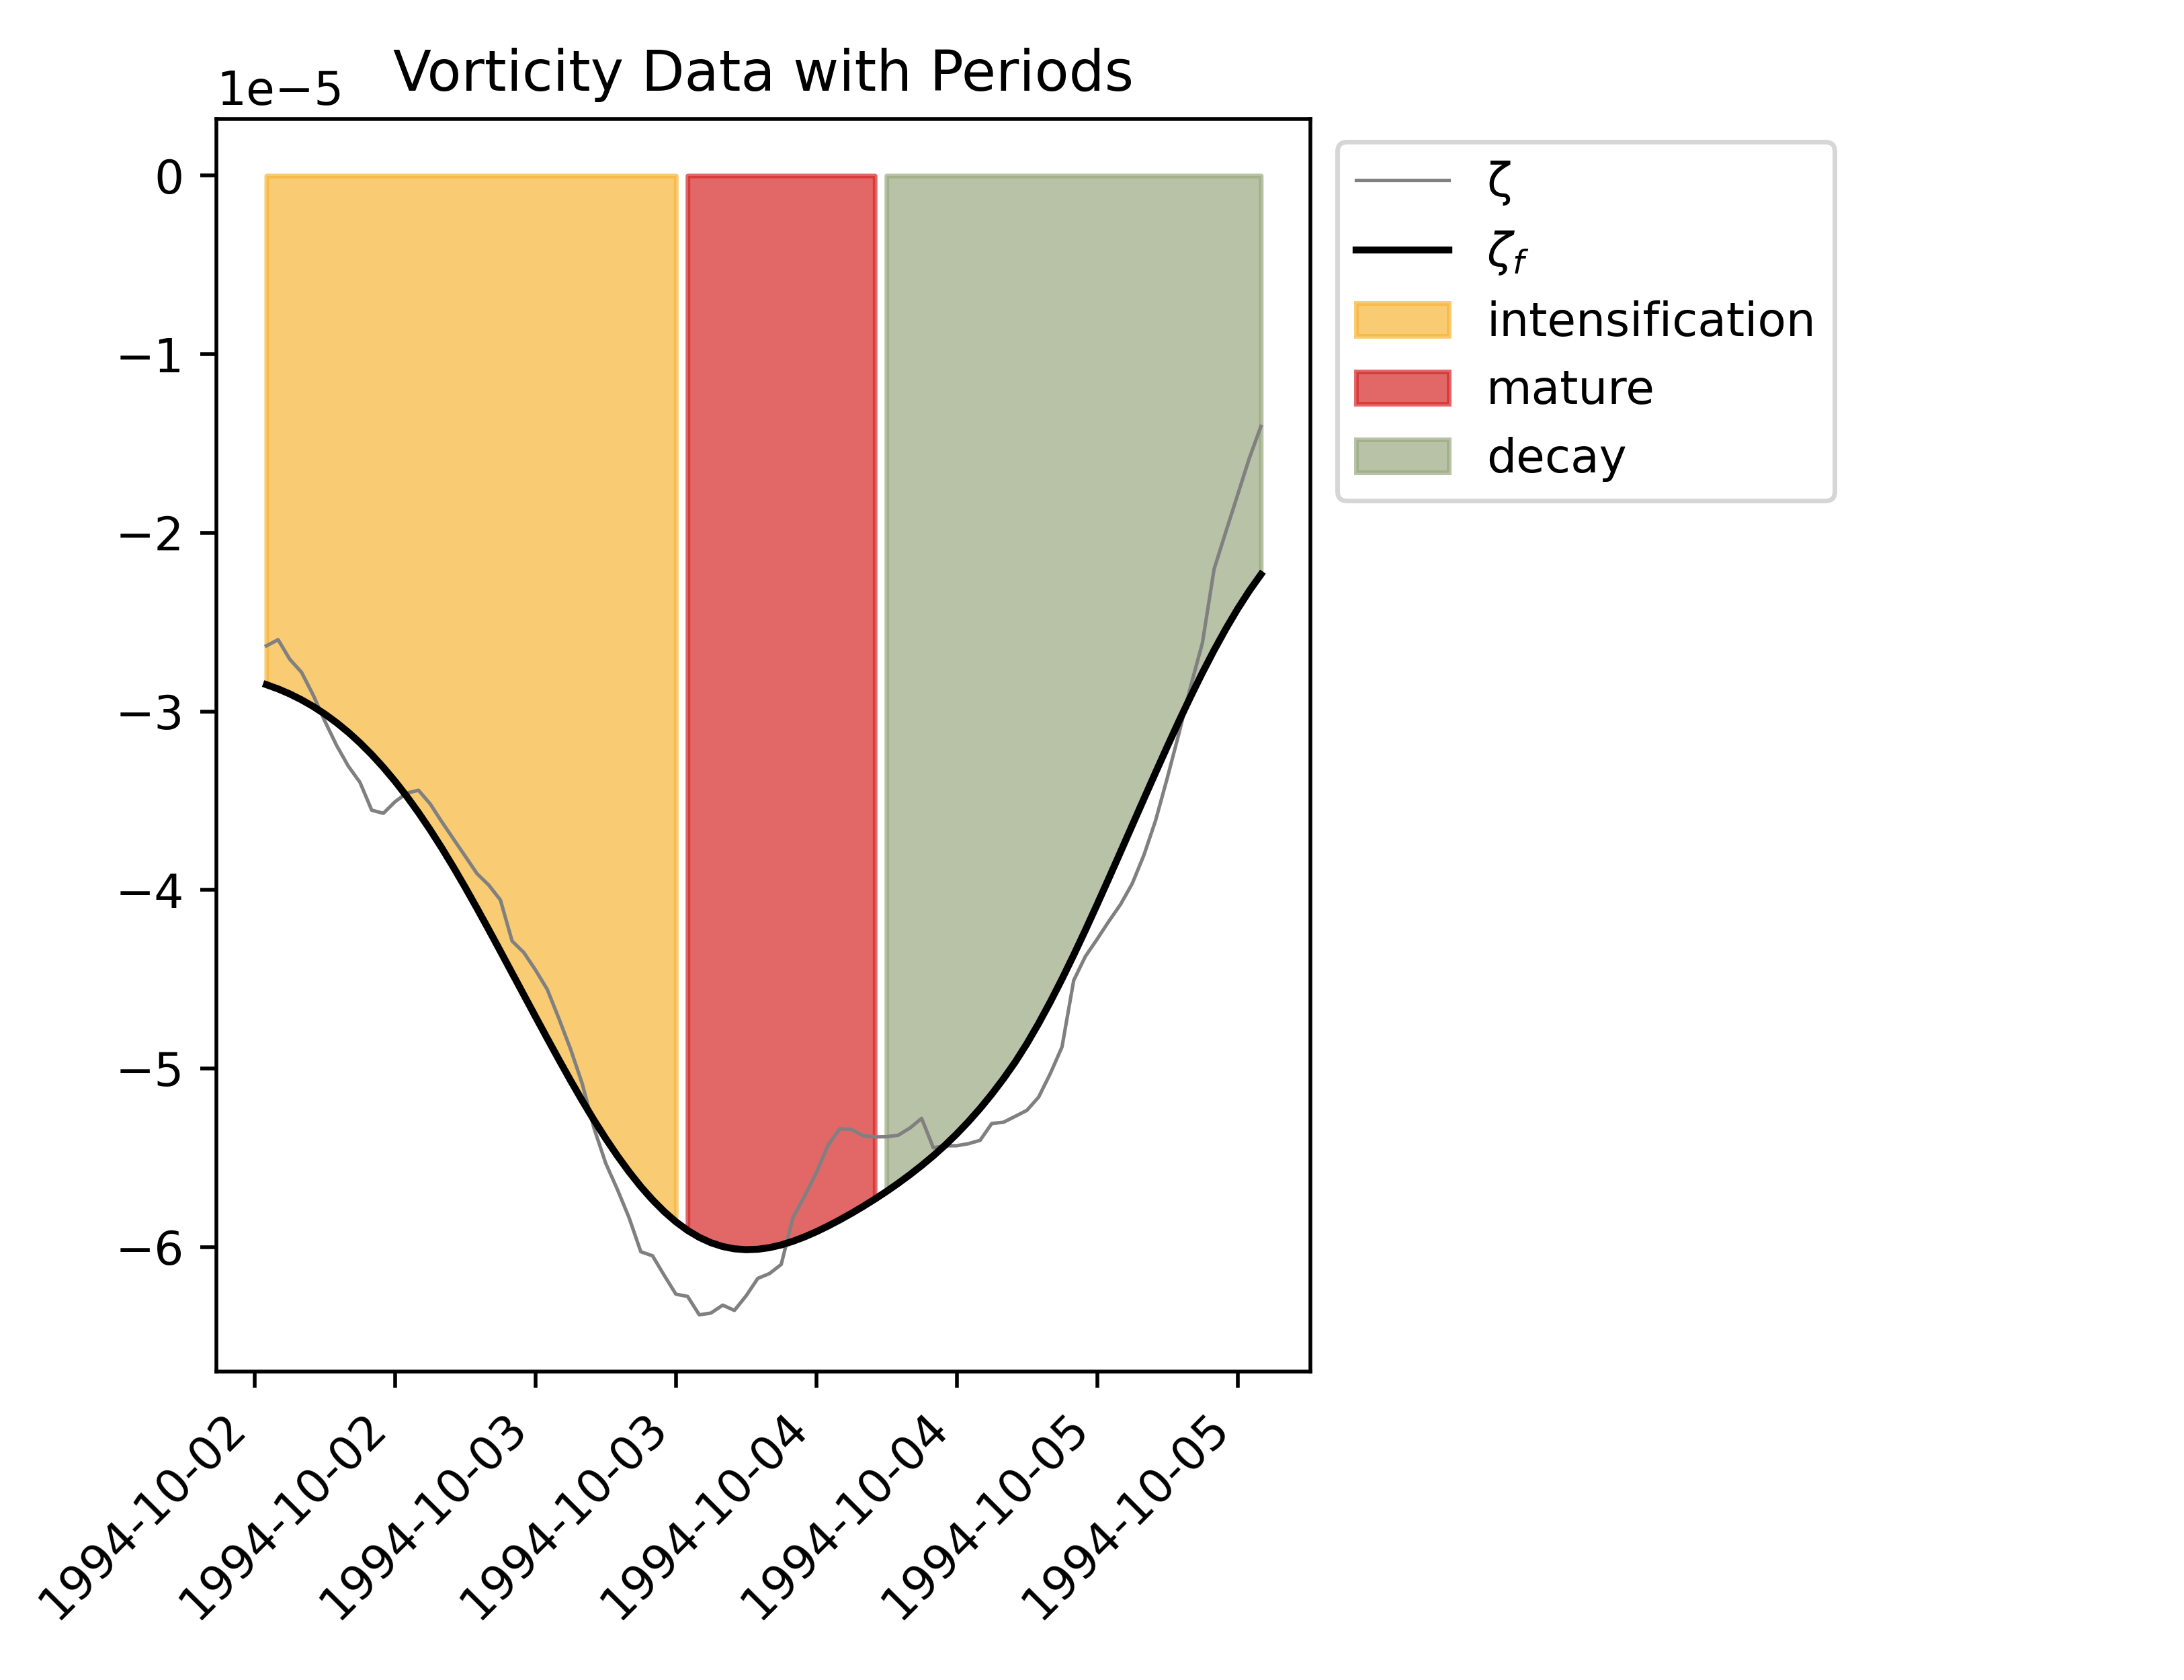 Vorticity Data with Periods
1e−5
0
−1
−2
−3
−4
−5
−6
1994-10-02
1994-10-02
1994-10-03
1994-10-03
1994-10-04
1994-10-04
1994-10-05
1994-10-05
ζ
ζf
intensification
mature
decay